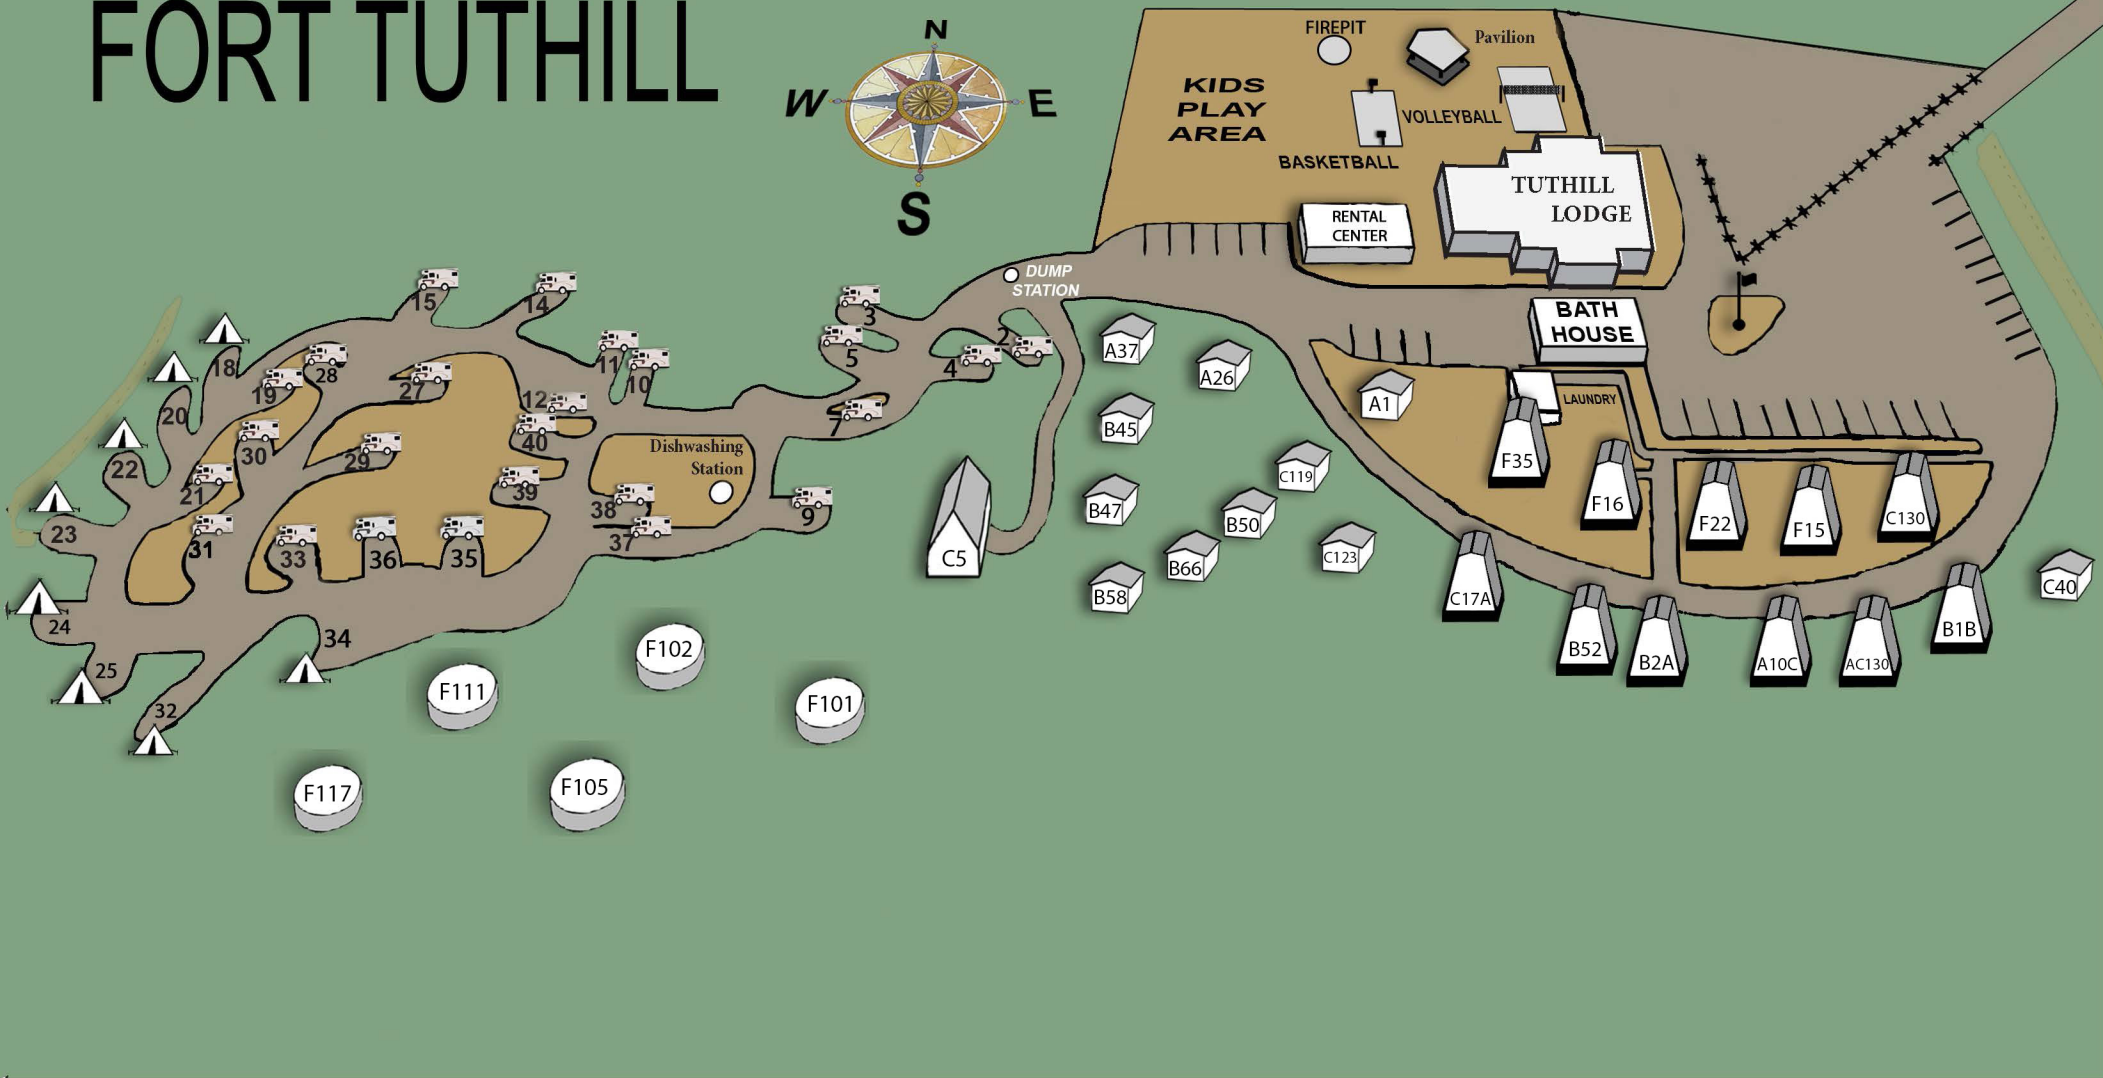 FORT TUTHILL
N
W
E
S
FIREPIT
Pavilion
KIDS
PLAY
AREA
VOLLEYBALL
BASKETBALL
TUTHILL
LODGE
RENTAL
CENTER
DUMP
STATION
BATH
HOUSE
LAUNDRY
Dishwashing
Station
15
14
3
5
2
4
7
11
10
12
40
18
28
19
27
20
30
29
22
21
39
38
9
23
31
33
36
35
37
24
34
25
32
A37
A26
A1
B45
C119
F35
B47
B50
F16
F22
F15
C130
C5
B66
C123
B58
C17A
C40
B52
B2A
A10C
AC130
B1B
F102
F111
F101
F117
F105